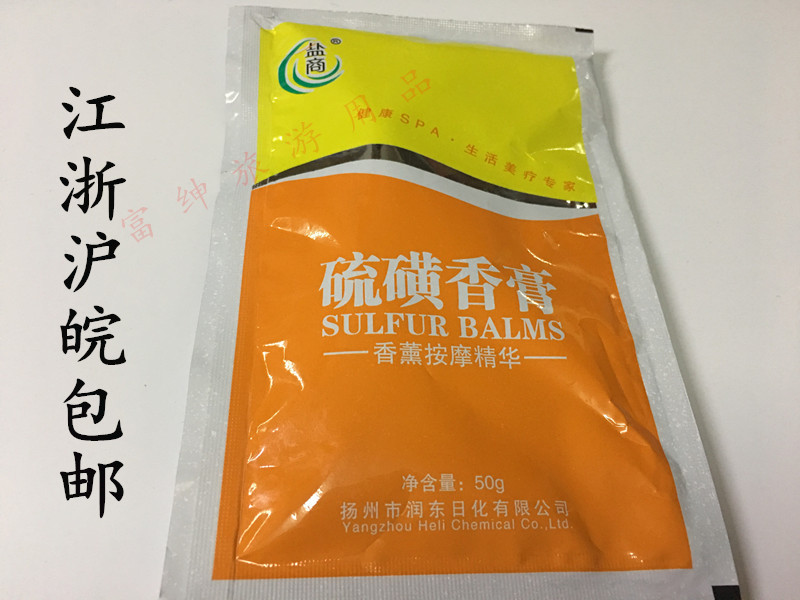 江浙沪皖包邮
富绅旅游用品
盐商®
健康SPA·生活美疗专家
硫磺香膏
SULFUR BALMS
香薰按摩精华
净含量：50g
扬州市润东日化有限公司
Yangzhou Heli Chemical Co.,Ltd.